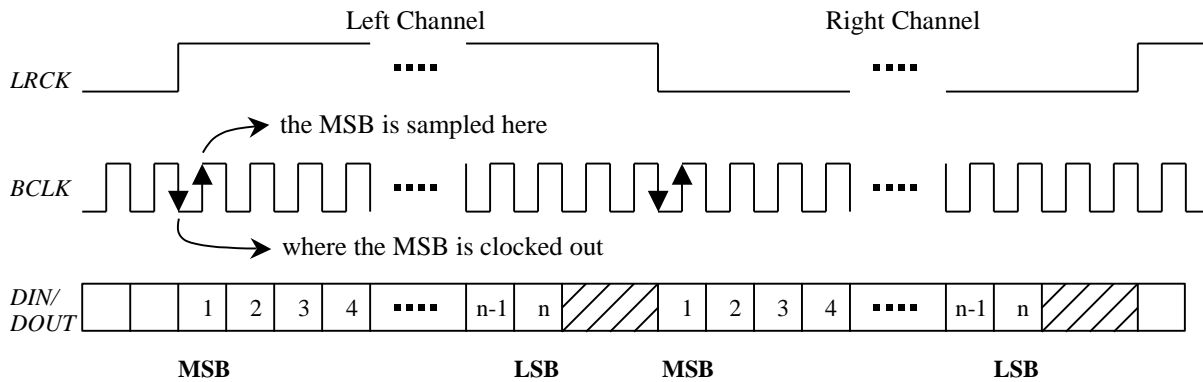 Left Channel Right Channel
LRCK
the MSB is sampled here
BCLK
where the MSB is clocked out
DIN/
DOUT
1 2 3 4 n-1 n 1 2 3 4 n-1 n
MSB LSB MSB LSB